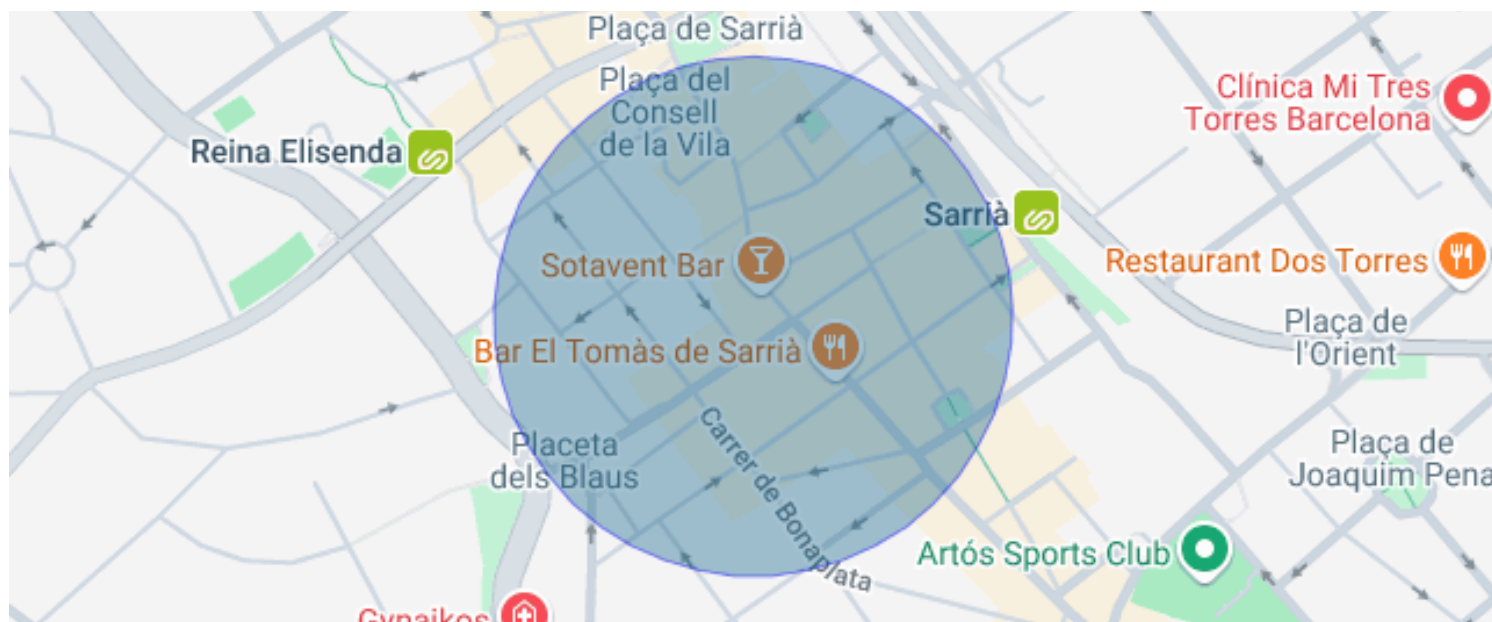 Plaça de Sarrià
Plaça del
Consell
de la Vila
Clínica Mi Tres
Torres Barcelona
Reina Elisenda
Sarrià
Sotavent Bar
Restaurant Dos Torres
Plaça de
l'Orient
Bar El Tomàs de Sarrià
Placeta
dels Blaus
Carrer de Bonaplata
Plaça de
Joaquim Pena
Artós Sports Club
Gynaikos